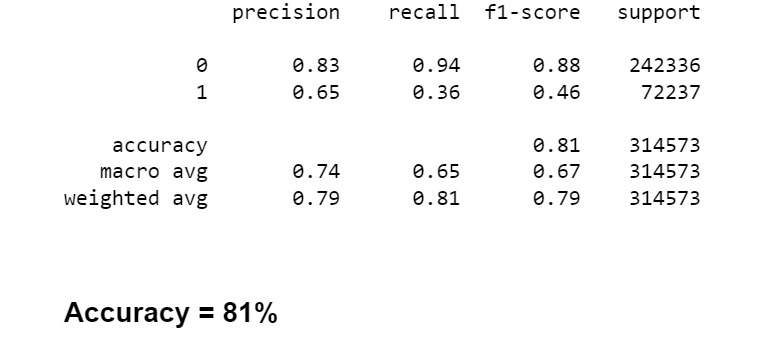 precision recall f1-score support
0 0.83 0.94 0.88 242336
1 0.65 0.36 0.46 72237
accuracy 0.81 314573
macro avg 0.74 0.65 0.67 314573
weighted avg 0.79 0.81 0.79 314573
Accuracy = 81%